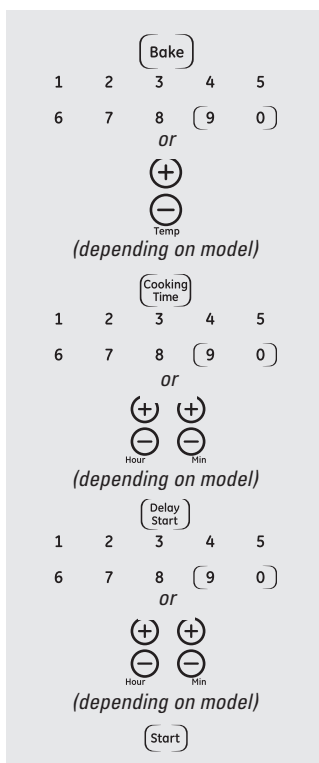 Bake
1 2 3 4 5
6 7 8 9 0
or
+
−
Temp
(depending on model)
Cooking
Time
1 2 3 4 5
6 7 8 9 0
or
+ +
− −
Hour Min
(depending on model)
Delay
Start
1 2 3 4 5
6 7 8 9 0
or
+ +
− −
Hour Min
(depending on model)
Start